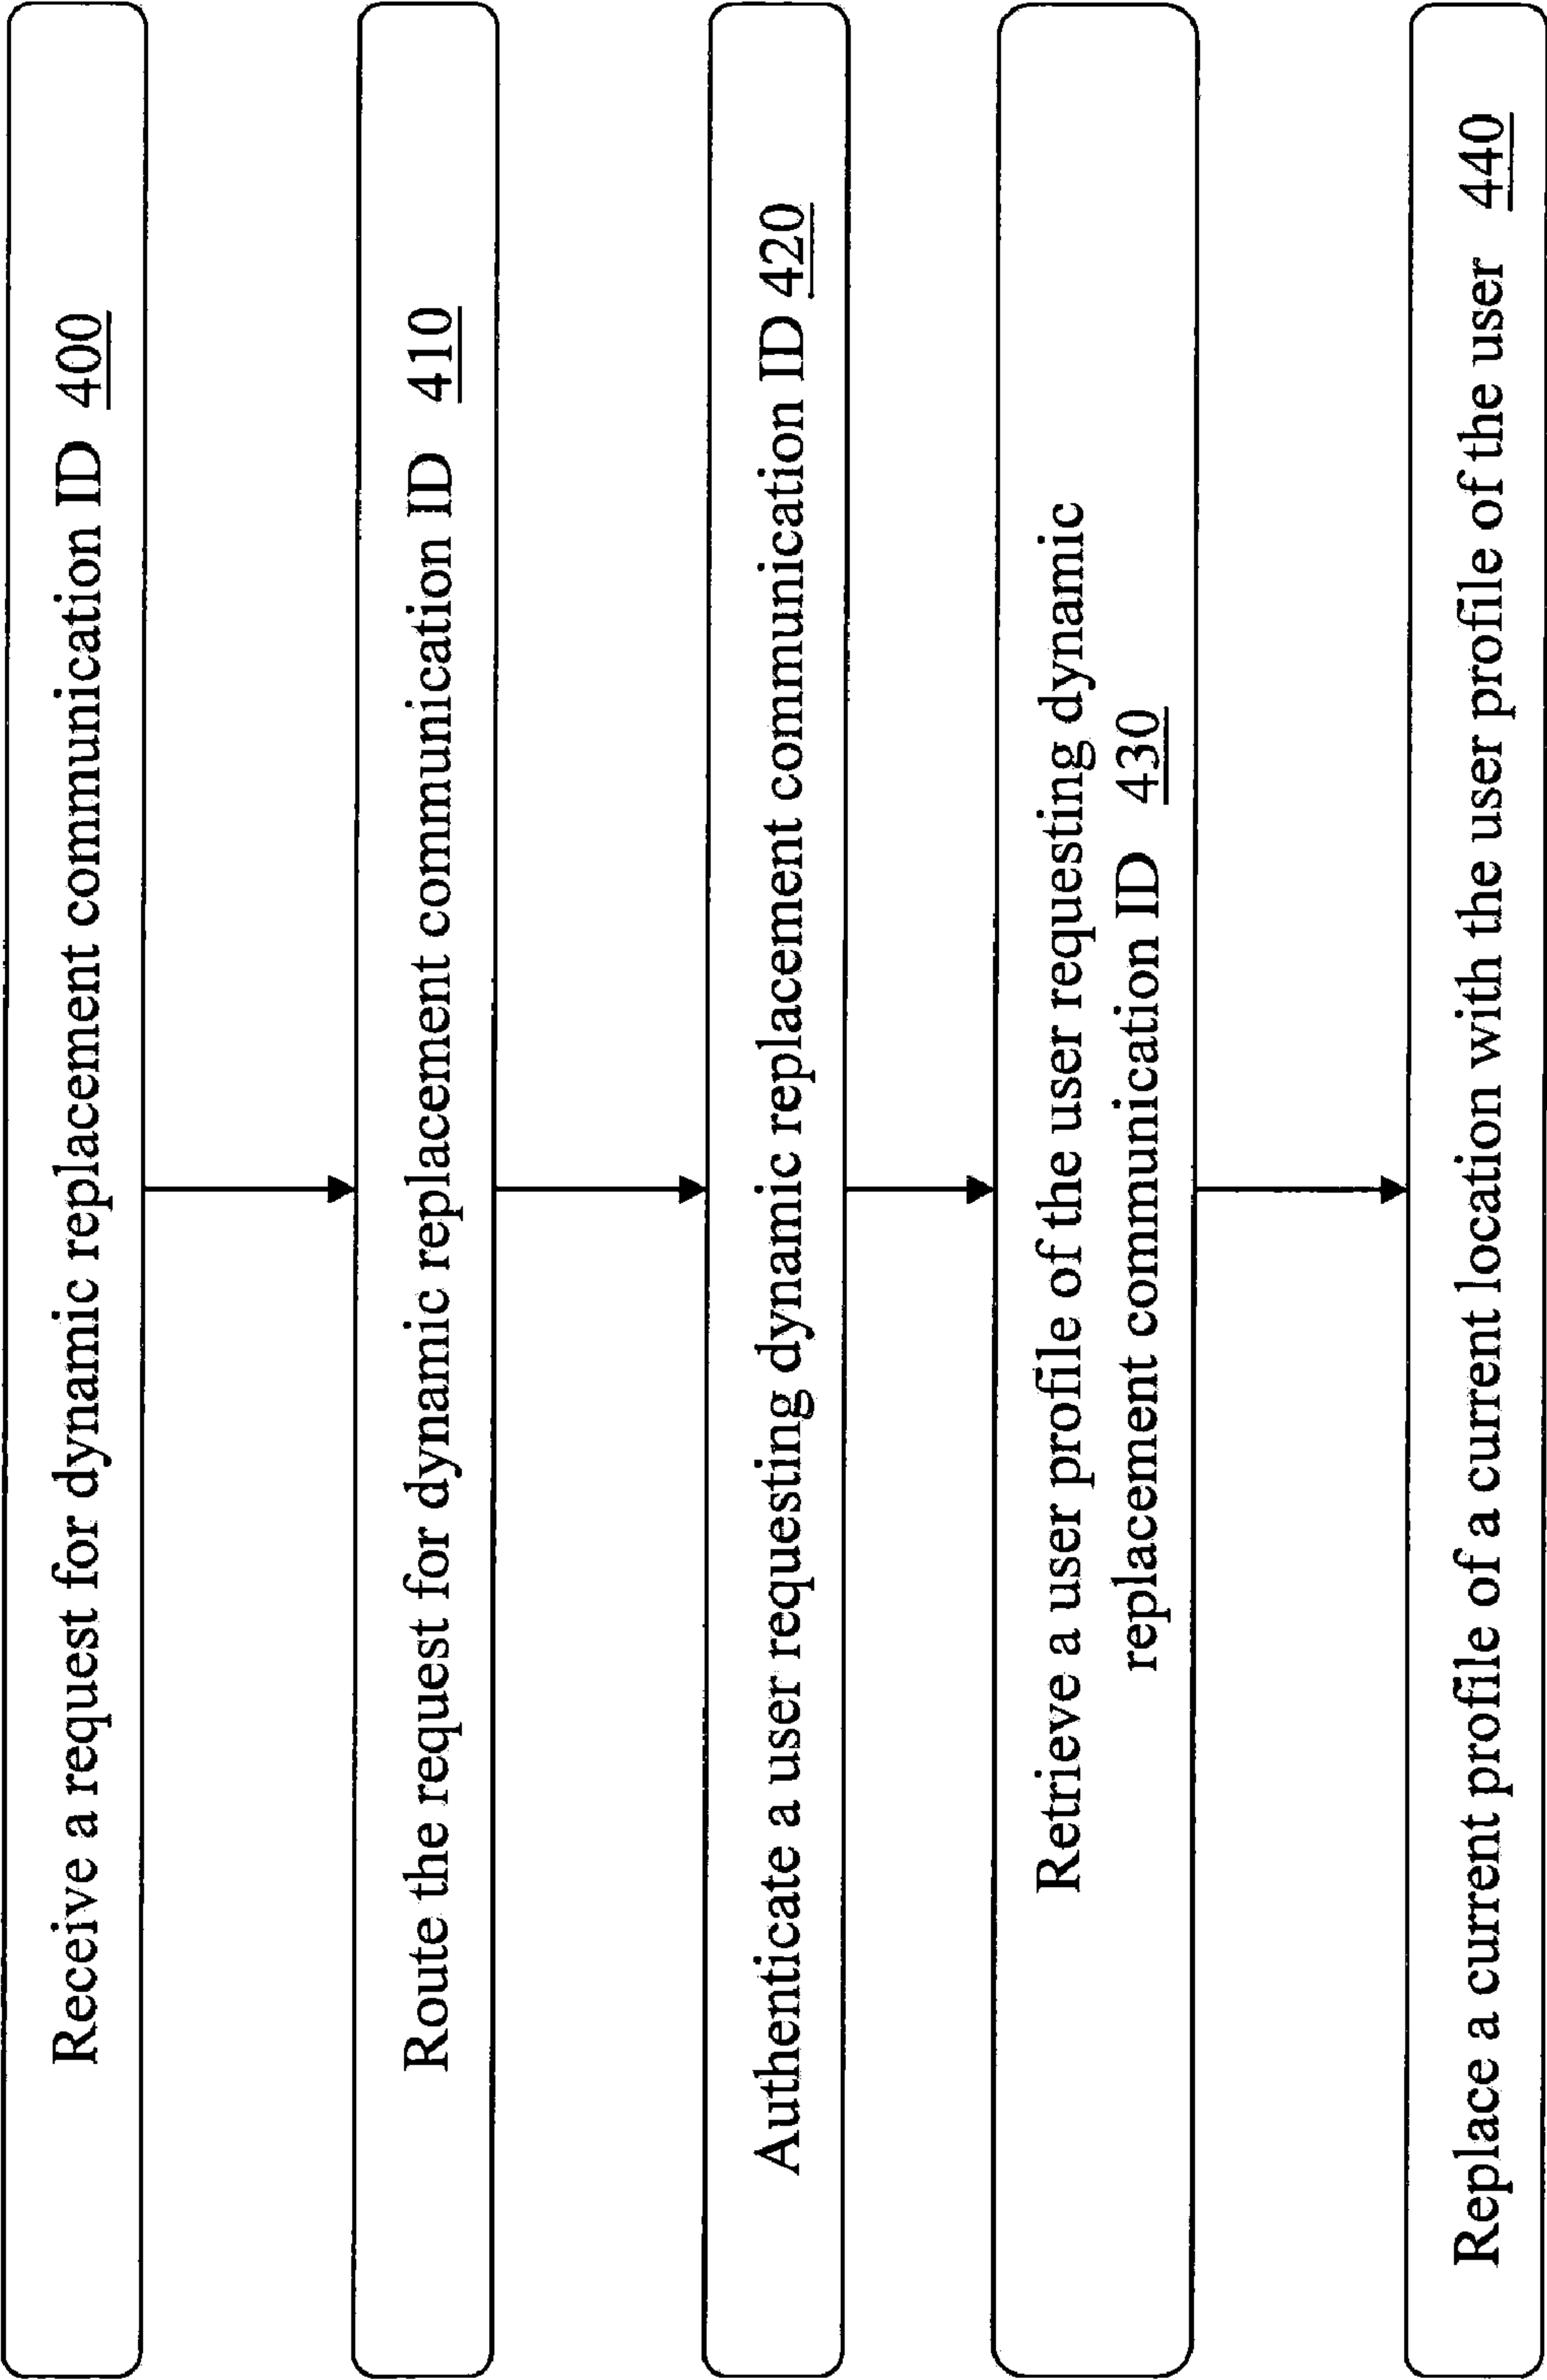 Receive a request for dynamic replacement communication ID 400
Route the request for dynamic replacement communication ID 410
Authenticate a user requesting dynamic replacement communication ID 420
Retrieve a user profile of the user requesting dynamic
replacement communication ID 430
Replace a current profile of a current location with the user profile of the user 440